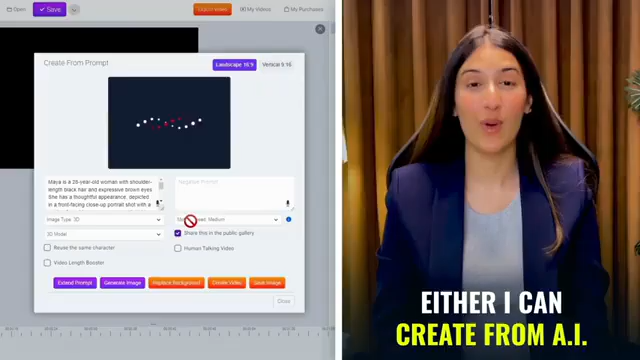 Open
Save
My Videos
My Purchases
Create From Prompt
Landscape 16:9
Vertical 9:16
Maya is a 28-year-old woman with shoulder-
length black hair and expressive brown eyes
She has a thoughtful appearance, depicted
in a front-facing close-up portrait shot with a
Negative Prompt
Image Type: 3D
Medium
3D Model
Share this in the public gallery
Reuse the same character
Human Talking Video
Video Length Booster
Extend Prompt
Generate Image
Replace Background
Create Video
Save Image
Close
EITHER I CAN
CREATE FROM A.I.